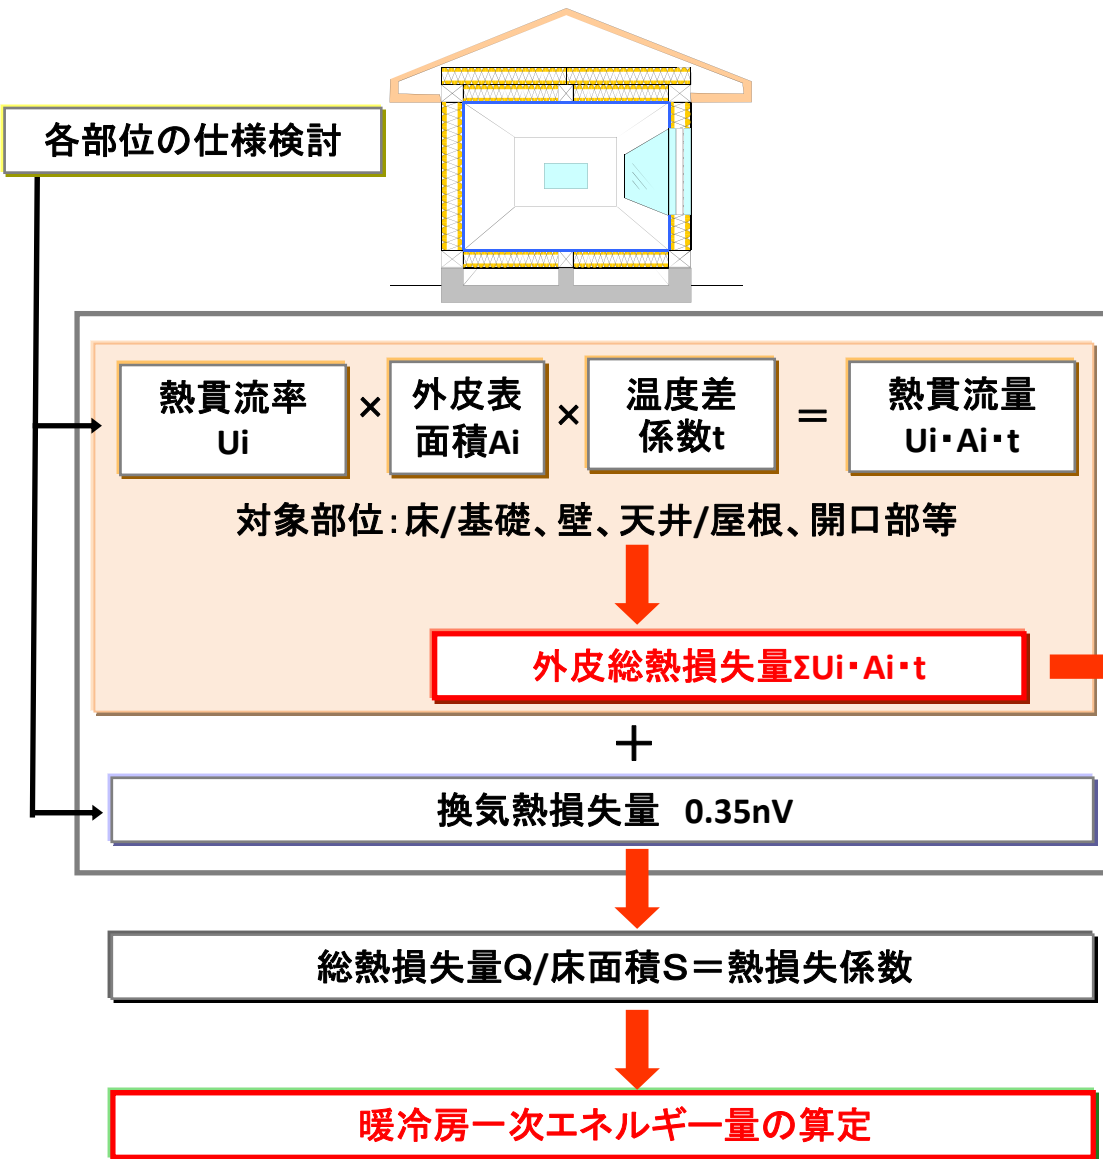 各部位の仕様検討
熱貫流率
Ui
×
外皮表
面積Ai
×
温度差
係数t
＝
熱貫流量
Ui・Ai・t
対象部位：床/基礎、壁、天井/屋根、開口部等
外皮総熱損失量ΣUi・Ai・t
＋
換気熱損失量　0.35nV
総熱損失量Ｑ/床面積Ｓ＝熱損失係数
暖冷房一次エネルギー量の算定